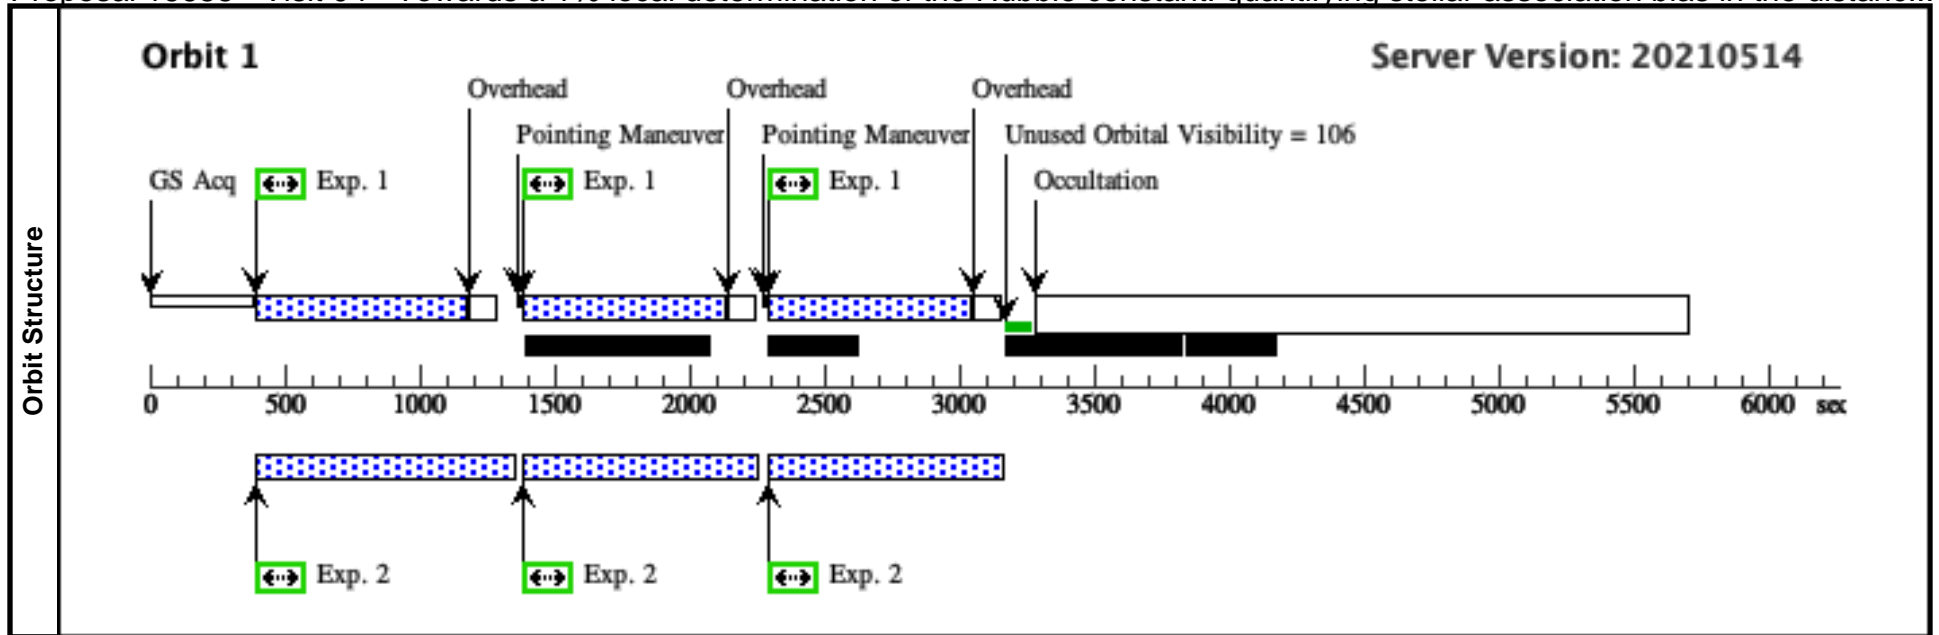 Orbit 1
Server Version: 20210514
Overhead Overhead Overhead
Pointing Maneuver Pointing Maneuver Unused Orbital Visibility = 106
GS Acq Exp. 1 Exp. 1 Exp. 1 Occultation
Orbit Structure
0 500 1000 1500 2000 2500 3000 3500 4000 4500 5000 5500 6000 sec
Exp. 2 Exp. 2 Exp. 2